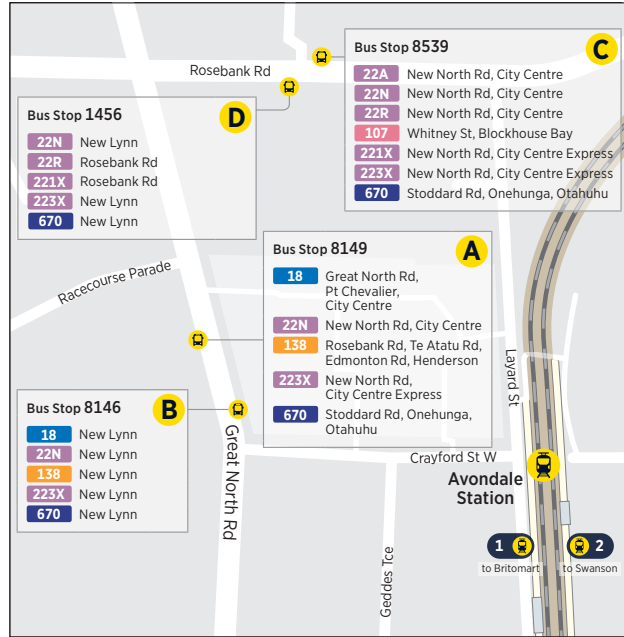 Rosebank Rd
Bus Stop 8539
C
22A New North Rd, City Centre
22N New North Rd, City Centre
22R New North Rd, City Centre
107 Whitney St, Blockhouse Bay
221X New North Rd, City Centre Express
223X New North Rd, City Centre Express
670 Stoddard Rd, Onehunga, Otahuhu
Bus Stop 1456
D
22N New Lynn
22R Rosebank Rd
221X Rosebank Rd
223X New Lynn
670 New Lynn
Bus Stop 8149
A
18 Great North Rd,
Pt Chevalier,
City Centre
22N New North Rd, City Centre
138 Rosebank Rd, Te Atatu Rd,
Edmonton Rd, Henderson
223X New North Rd,
City Centre Express
670 Stoddard Rd, Onehunga,
Otahuhu
Racecourse Parade
Layard St
Bus Stop 8146
B
18 New Lynn
22N New Lynn
138 New Lynn
223X New Lynn
670 New Lynn
Great North Rd
Crayford St W
Avondale
Station
Geddes Tce
1
to Britomart
2
to Swanson